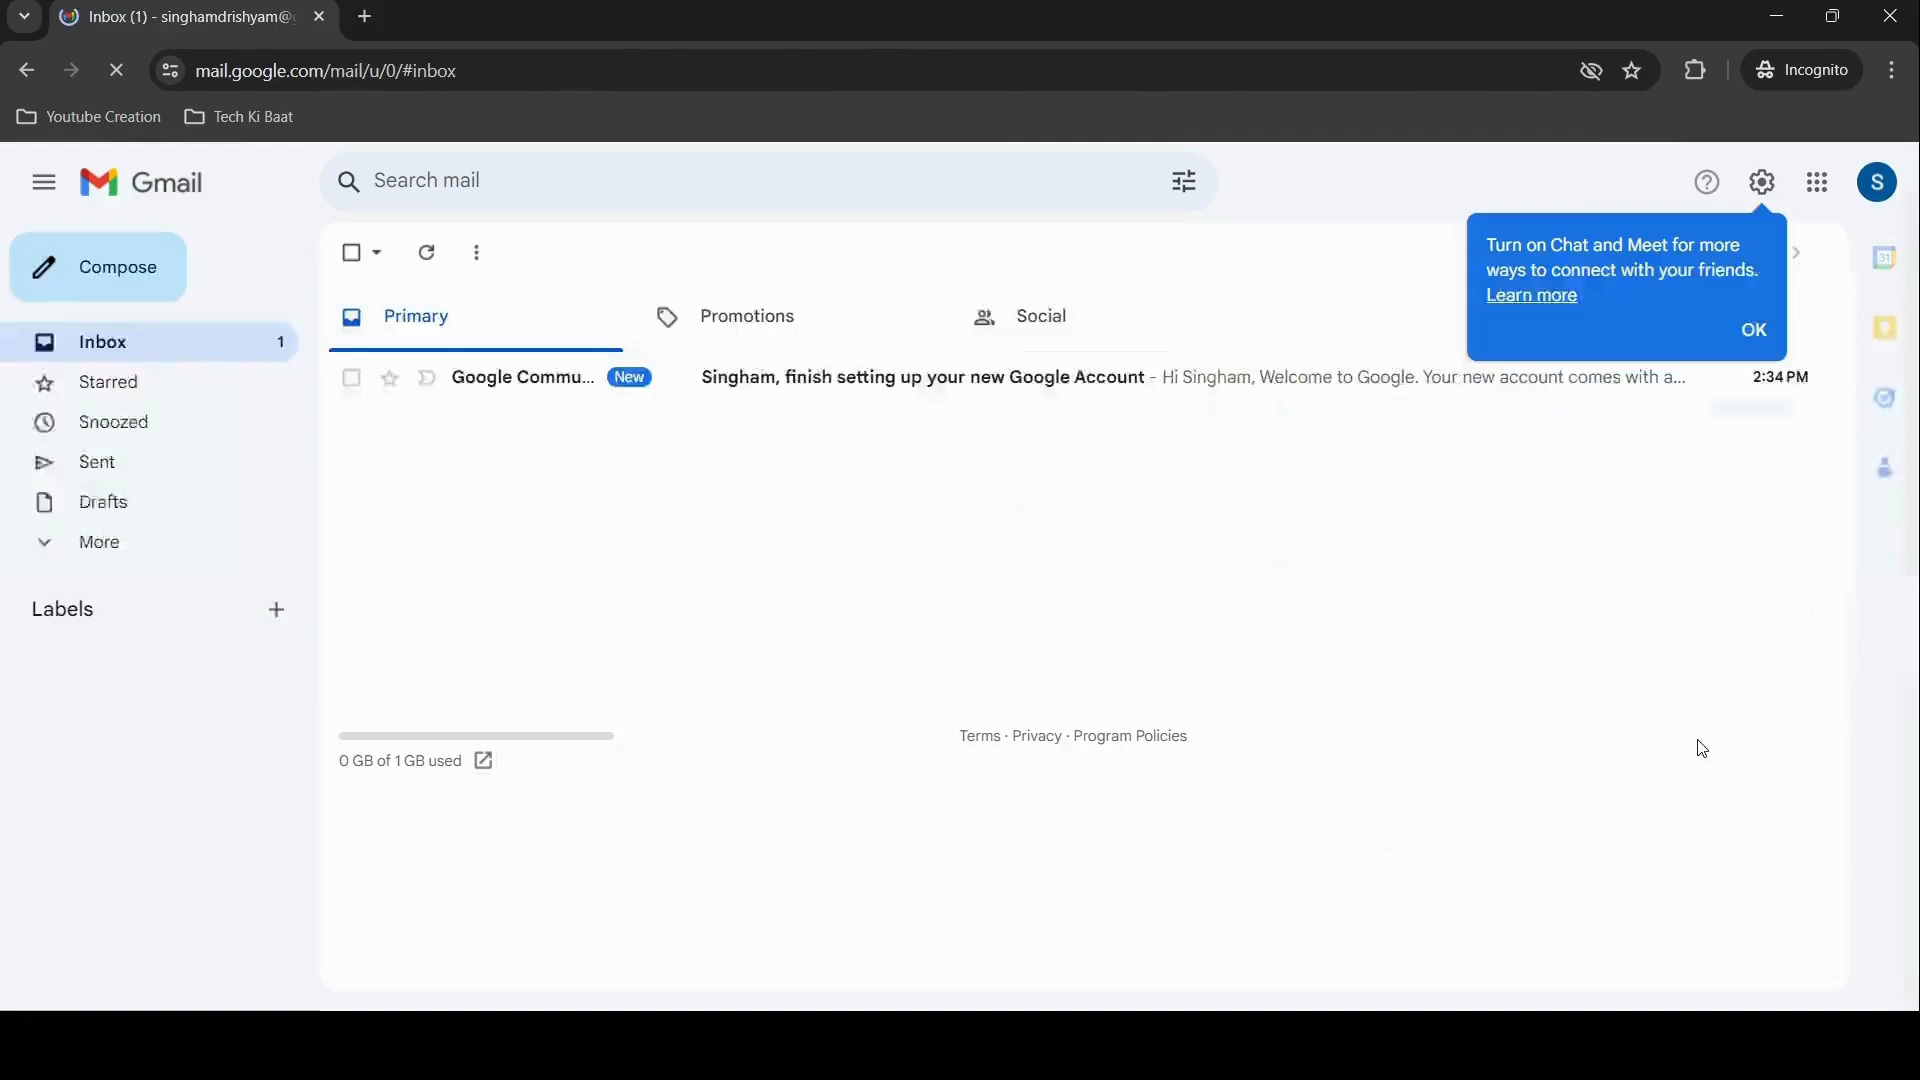 Inbox (1) - singhamdrishyam@
mail.google.com/mail/u/0/#inbox
Incognito
Youtube Creation
Tech Ki Baat
Gmail
Search mail
S
Turn on Chat and Meet for more
ways to connect with your friends.
Learn more
OK
Compose
31
Primary
Promotions
Social
Inbox 1
Google Commu... New Singham, finish setting up your new Google Account - Hi Singham, Welcome to Google. Your new account comes with a... 2:34 PM
Starred
Snoozed
Sent
Drafts
More
Labels
Terms · Privacy · Program Policies
0 GB of 1 GB used